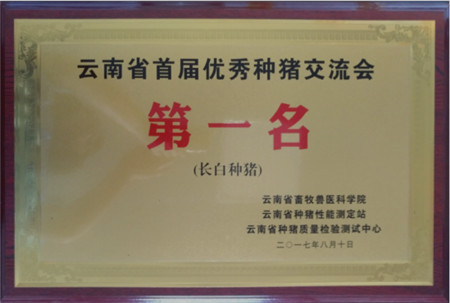 云南省首届优秀种猪交流会
第一名
(长白种猪)
云南省畜牧兽医科学院
云南省种猪性能测定站
云南省种猪质量检验测试中心
二〇一七年八月十日